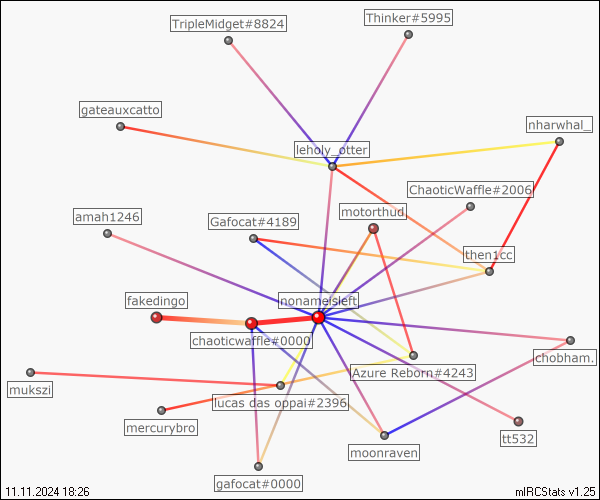 TripleMidget#8824
Thinker#5995
gateauxcatto
nharwhal_
leholy_otter
ChaoticWaffle#2006
amah1246
Gafocat#4189
motorthud.
then1cc
fakedingo
nonameisleft
chaoticwaffle#0000
chobham.
Azure Reborn#4243
mukszi
lucas das oppai#2396
mercurybro
tt532
moonraven
gafocat#0000
11.11.2024 18:26
mIRCStats v1.25